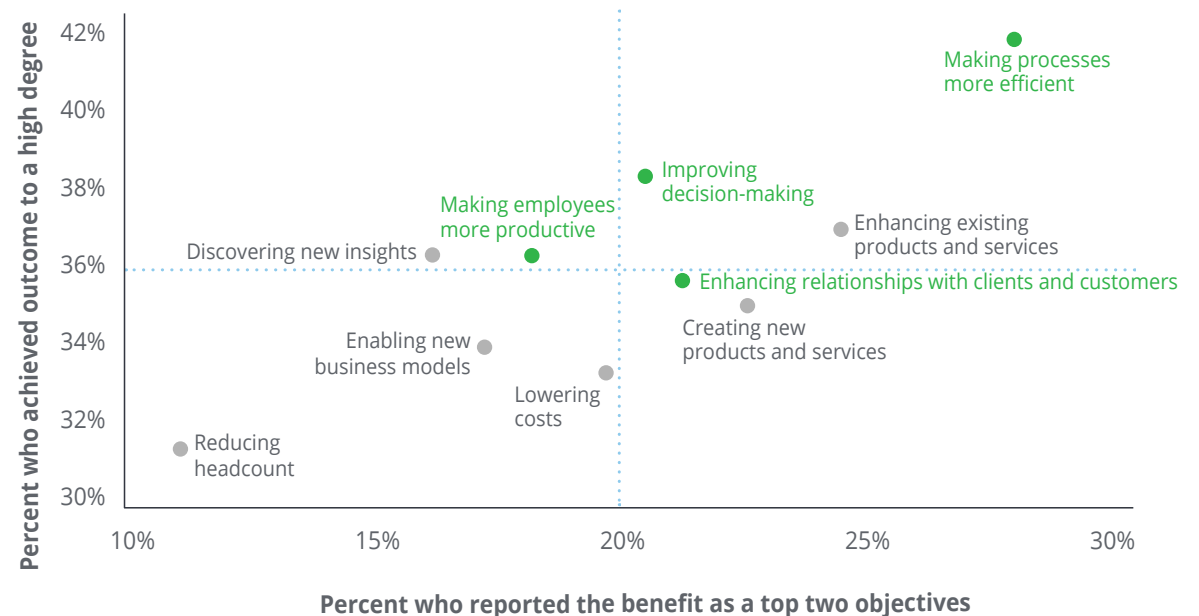 Percent who achieved outcome to a high degree
42%
40%
38%
36%
34%
32%
30%
Making processes
more efficient
Improving
decision-making
Making employees
more productive
Discovering new insights
Enhancing existing
products and services
Enhancing relationships with clients and customers
Creating new
products and services
Enabling new
business models
Lowering
costs
Reducing
headcount
10%
15%
20%
25%
30%
Percent who reported the benefit as a top two objectives